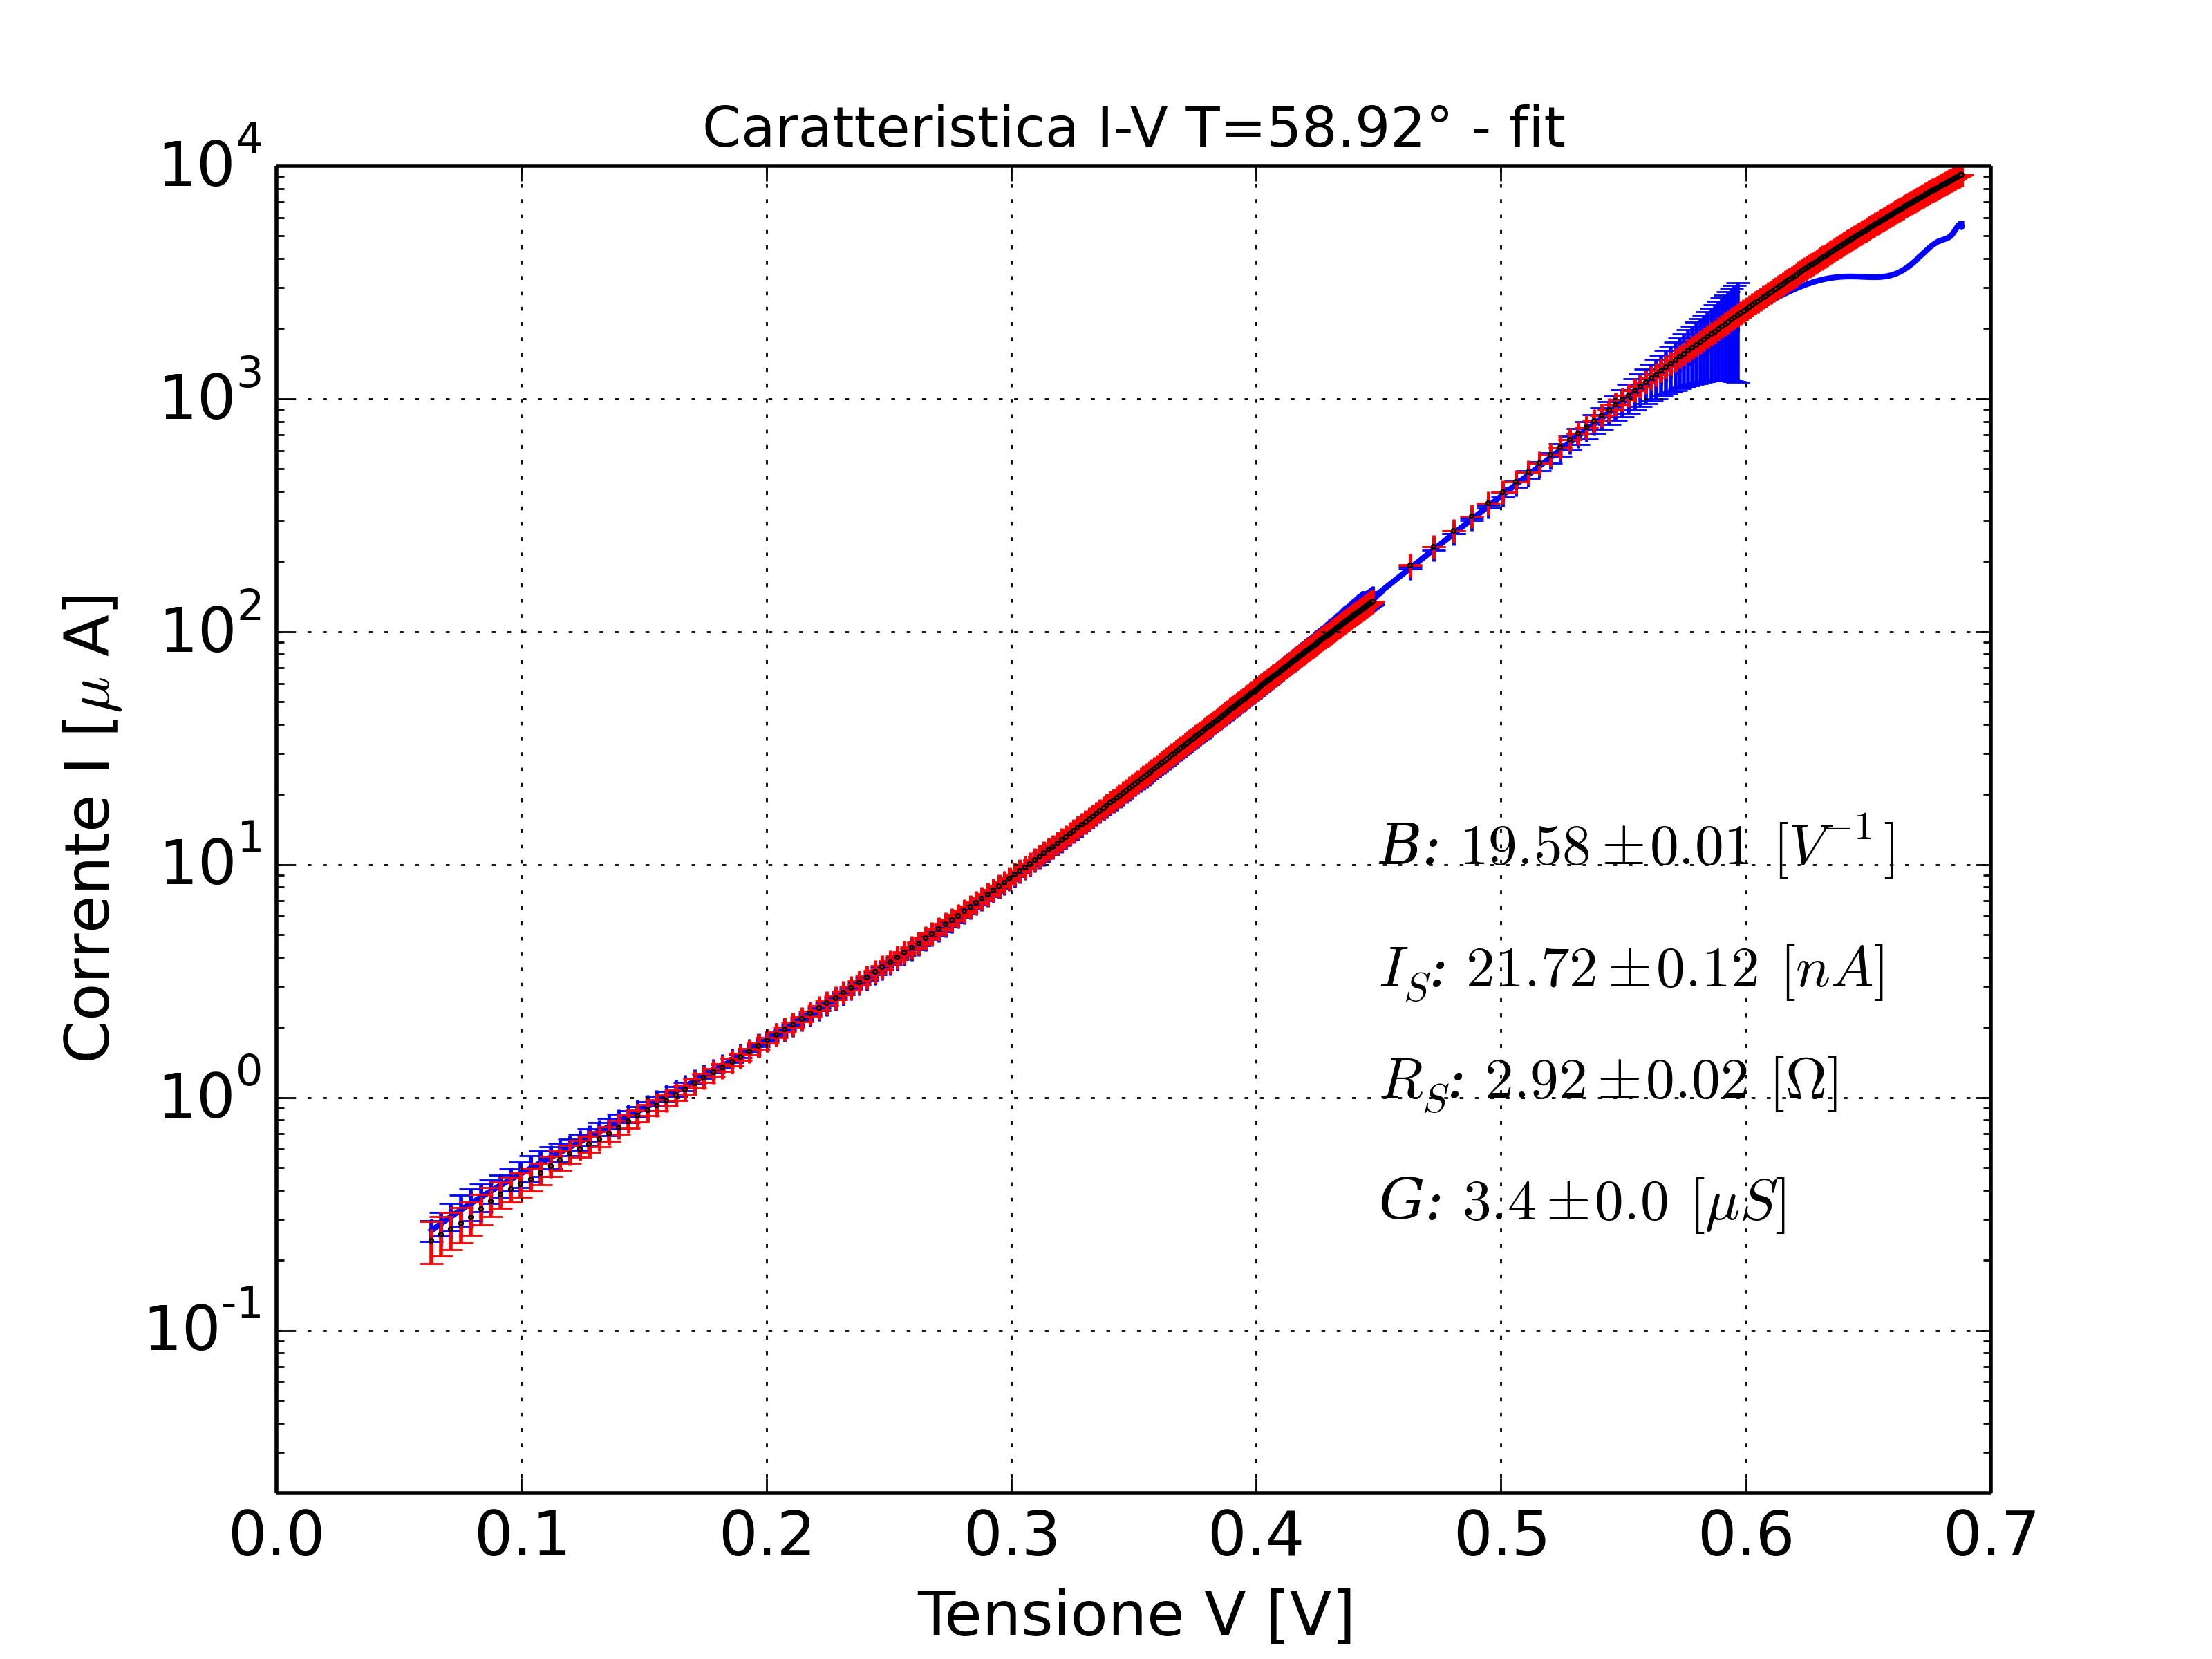 Caratteristica I-V T=58.92° - fit
10^4
10^3
10^2
10^1
10^0
10^-1
Corrente I [μ A]
B: 19.58 ±0.01 [V^−1]
I_S: 21.72 ±0.12 [nA]
R_S: 2.92 ±0.02 [Ω]
G: 3.4 ±0.0 [μS]
0.0 0.1 0.2 0.3 0.4 0.5 0.6 0.7
Tensione V [V]